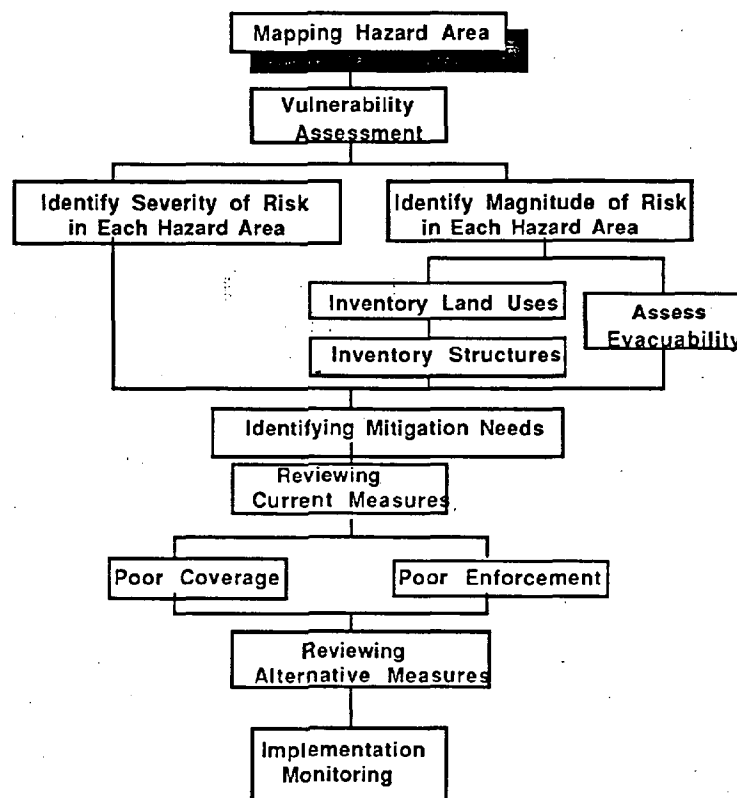 Mapping Hazard Area
Vulnerability
Assessment
Identify Severity of Risk
in Each Hazard Area
Identify Magnitude of Risk
in Each Hazard Area
Inventory Land Uses
Assess
Evacuability
Inventory Structures
Identifying Mitigation Needs
Reviewing
Current Measures
Poor Coverage
Poor Enforcement
Reviewing
Alternative Measures
Implementation
Monitoring